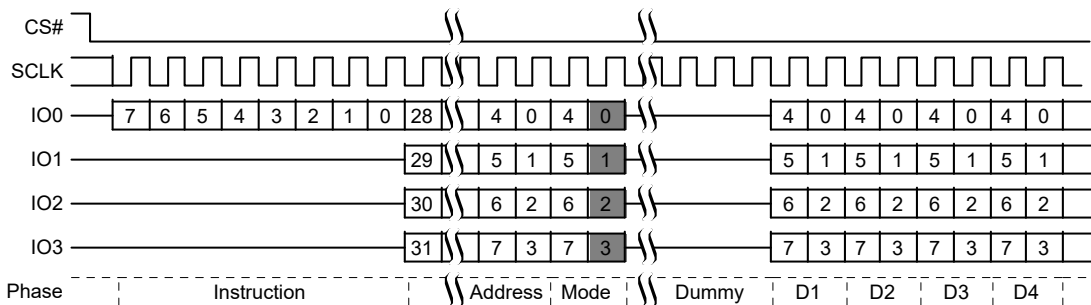 CS#
SCLK
IO0 7 6 5 4 3 2 1 0 28 4 0 4 0 4 0 4 0 4 0 4 0
IO1 29 5 1 5 1 5 1 5 1 5 1 5 1
IO2 30 6 2 6 2 6 2 6 2 6 2 6 2
IO3 31 7 3 7 3 7 3 7 3 7 3 7 3
Phase Instruction Address Mode Dummy D1 D2 D3 D4